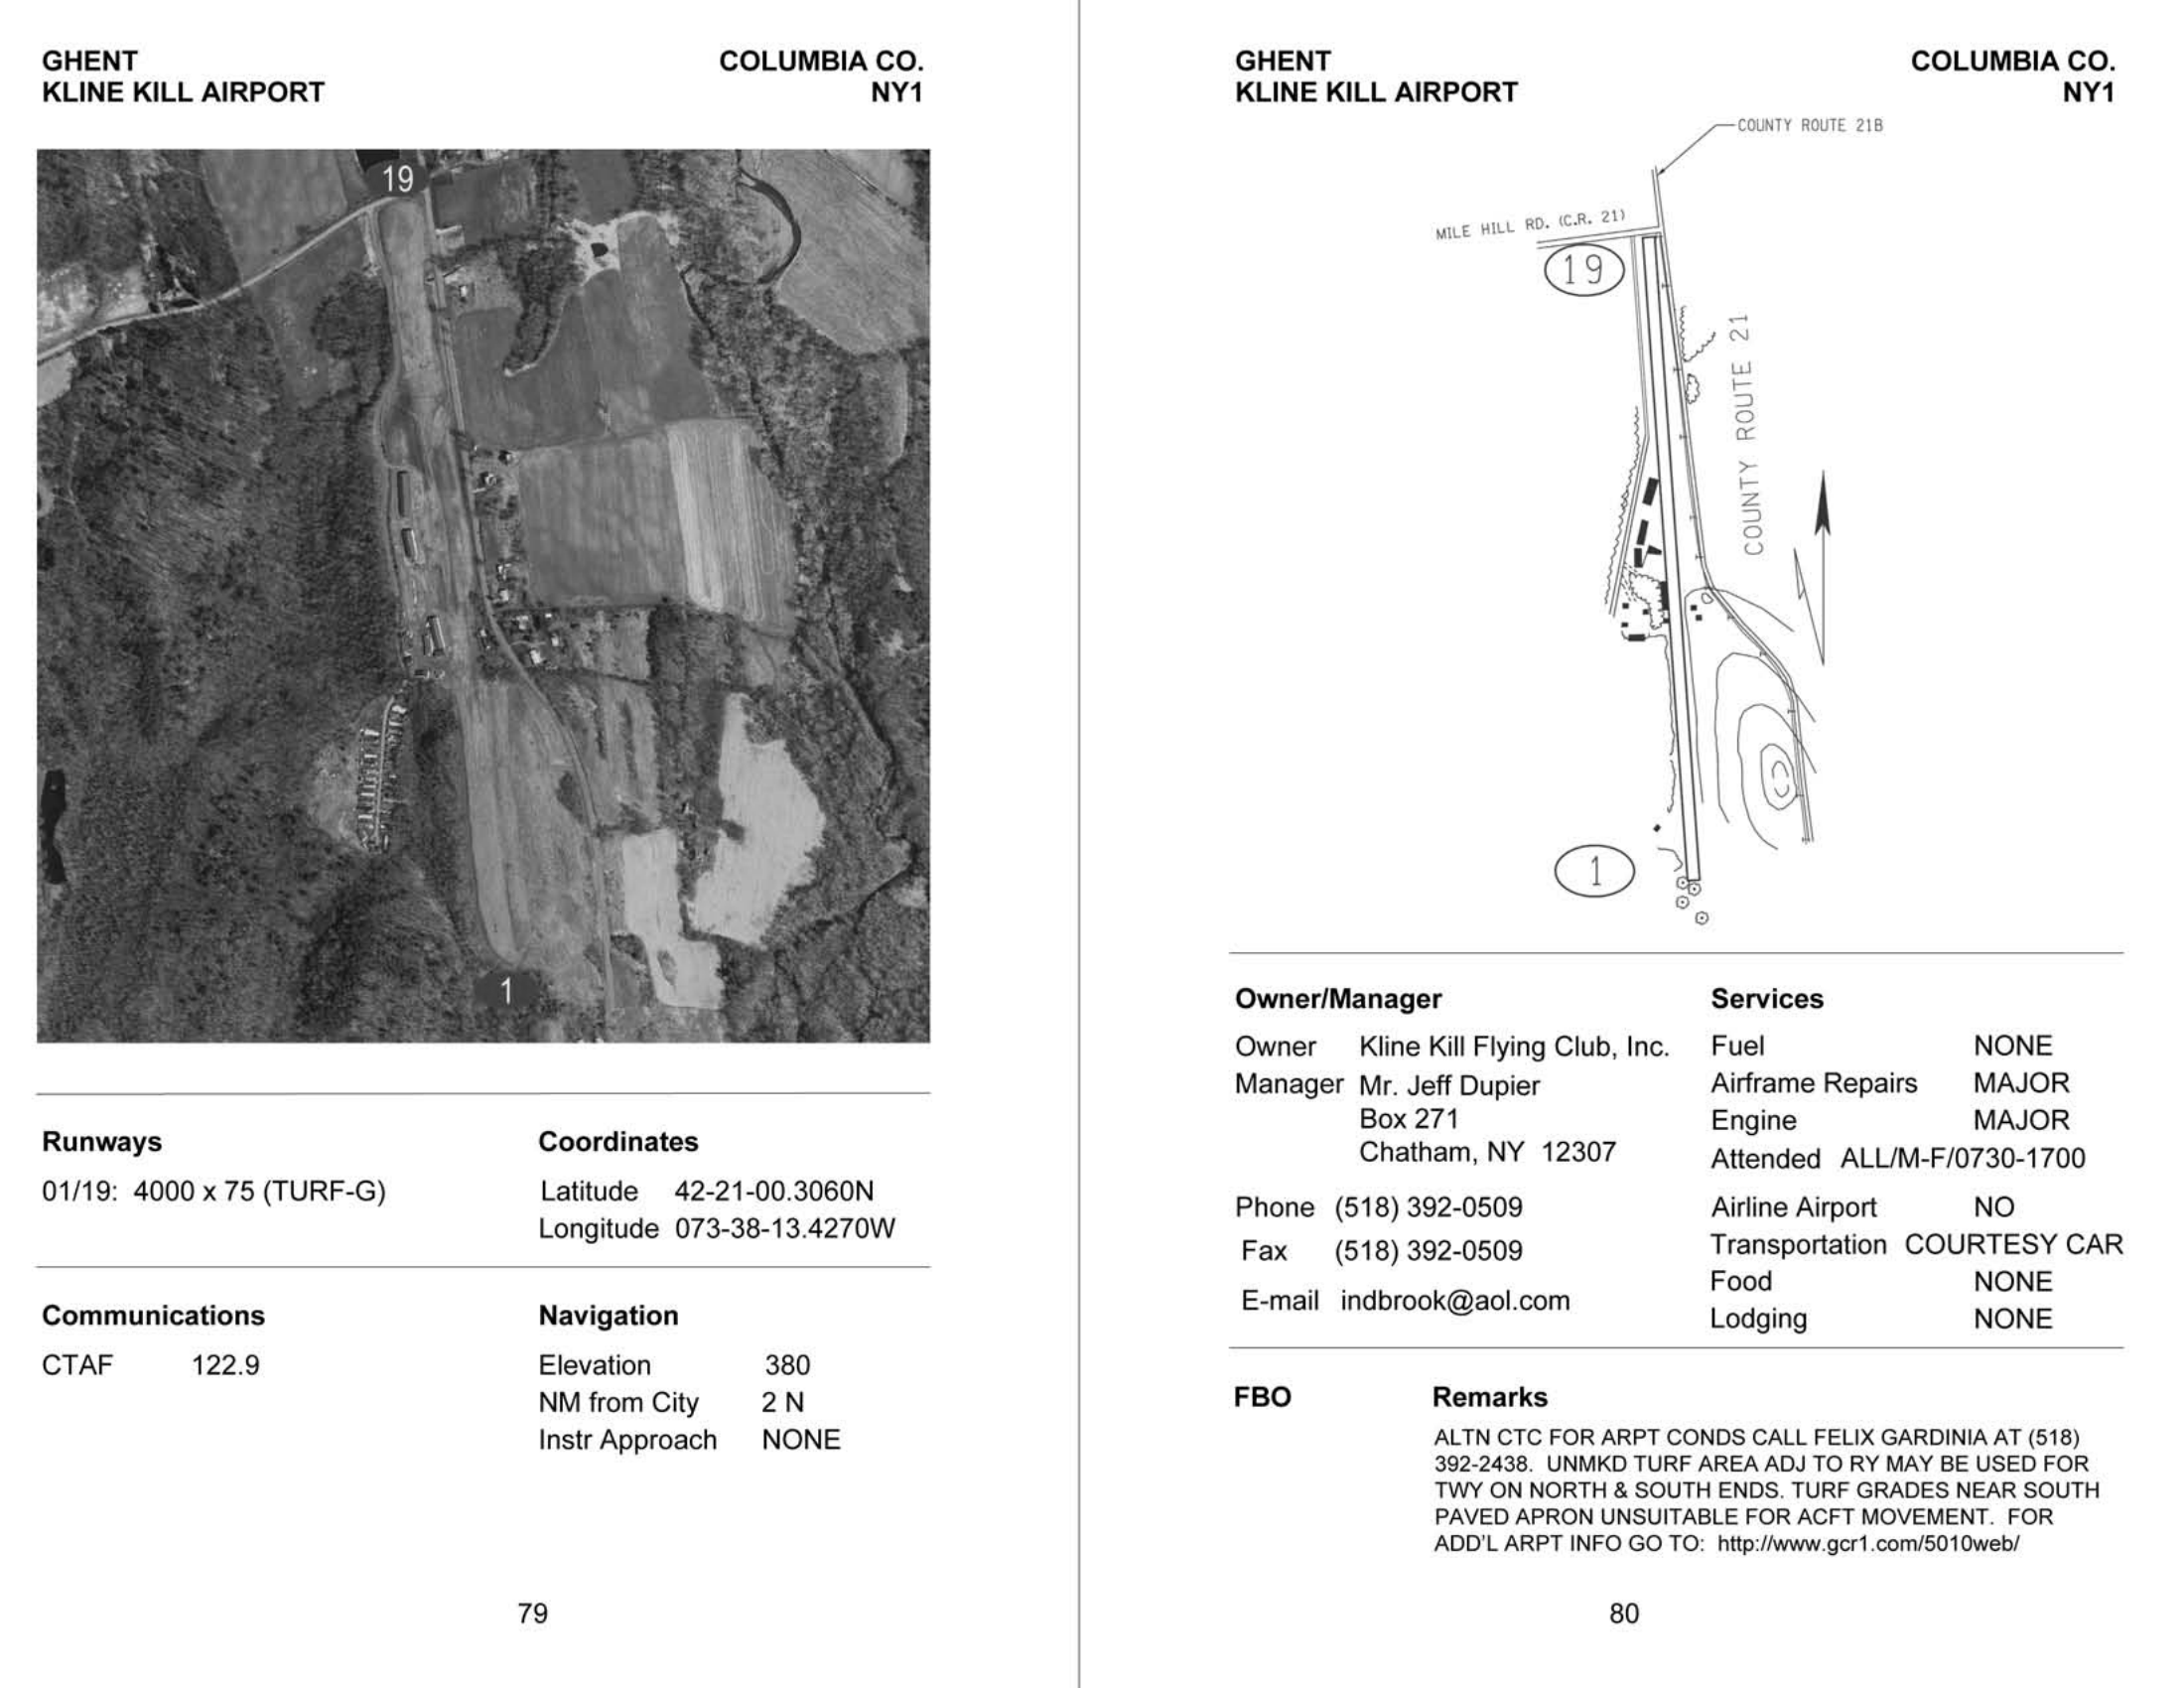 GHENT
COLUMBIA CO.
KLINE KILL AIRPORT
NY1
19
1
Runways
01/19: 4000 x 75 (TURF-G)
Coordinates
Latitude 42-21-00.3060N
Longitude 073-38-13.4270W
Communications
CTAF 122.9
Navigation
Elevation 380
NM from City 2 N
Instr Approach NONE
79
GHENT
COLUMBIA CO.
KLINE KILL AIRPORT
NY1
COUNTY ROUTE 21B
MILE HILL RD. (C.R. 21)
19
COUNTY ROUTE 21
1
Owner/Manager
Owner Kline Kill Flying Club, Inc.
Manager Mr. Jeff Dupier
Box 271
Chatham, NY 12307
Phone (518) 392-0509
Fax (518) 392-0509
E-mail indbrook@aol.com
Services
Fuel NONE
Airframe Repairs MAJOR
Engine MAJOR
Attended ALL/M-F/0730-1700
Airline Airport NO
Transportation COURTESY CAR
Food NONE
Lodging NONE
FBO
Remarks
ALTN CTC FOR ARPT CONDS CALL FELIX GARDINIA AT (518)
392-2438. UNMKD TURF AREA ADJ TO RY MAY BE USED FOR
TWY ON NORTH & SOUTH ENDS. TURF GRADES NEAR SOUTH
PAVED APRON UNSUITABLE FOR ACFT MOVEMENT. FOR
ADD'L ARPT INFO GO TO: http://www.gcr1.com/5010web/
80